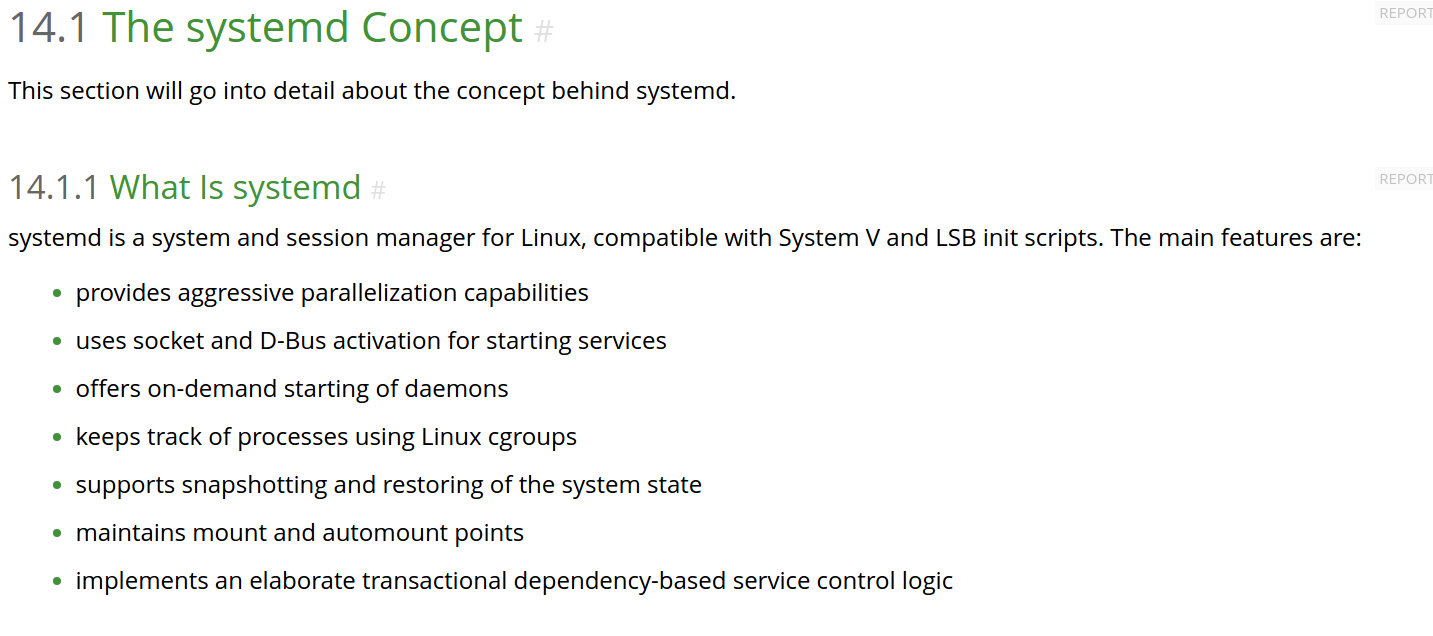 14.1 The systemd Concept #
REPORT
This section will go into detail about the concept behind systemd.
14.1.1 What Is systemd #
REPORT
systemd is a system and session manager for Linux, compatible with System V and LSB init scripts. The main features are:
• provides aggressive parallelization capabilities
• uses socket and D-Bus activation for starting services
• offers on-demand starting of daemons
• keeps track of processes using Linux cgroups
• supports snapshotting and restoring of the system state
• maintains mount and automount points
• implements an elaborate transactional dependency-based service control logic